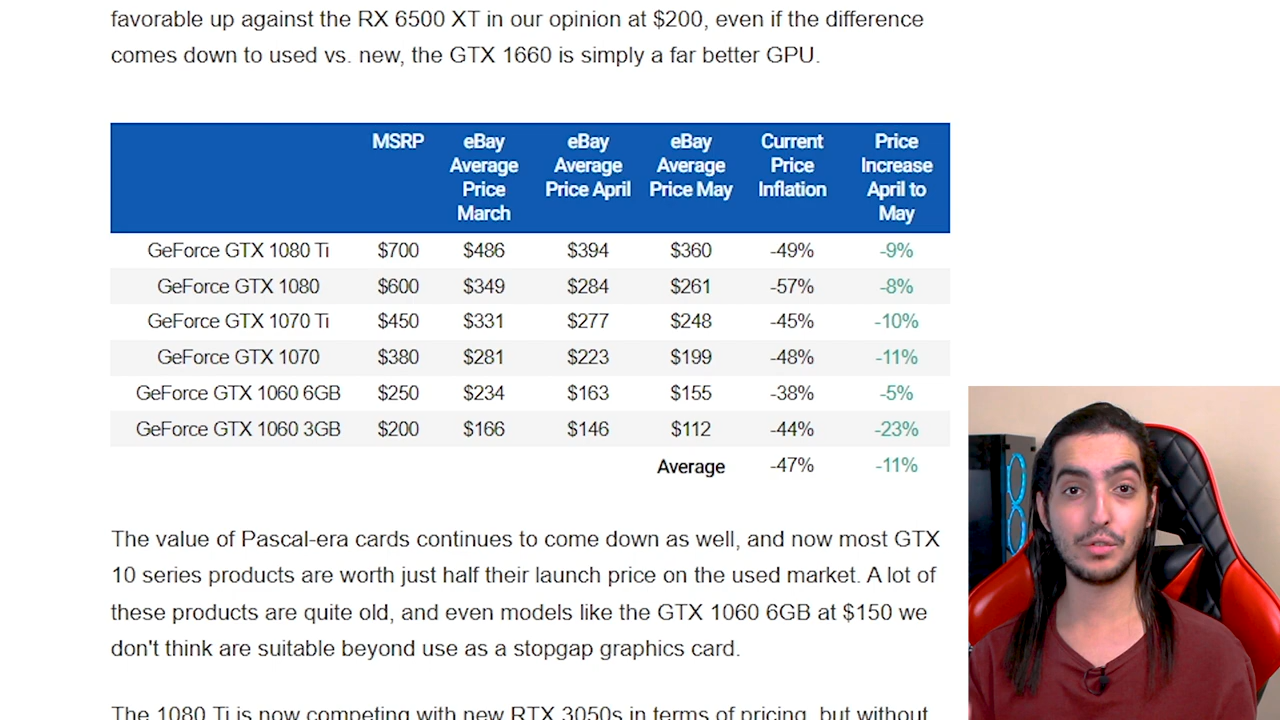 favorable up against the RX 6500 XT in our opinion at $200, even if the difference
comes down to used vs. new, the GTX 1660 is simply a far better GPU.
MSRP eBay Average Price March eBay Average Price April eBay Average Price May Current Price Inflation Price Increase April to May
GeForce GTX 1080 Ti $700 $486 $394 $360 -49% -9%
GeForce GTX 1080 $600 $349 $284 $261 -57% -8%
GeForce GTX 1070 Ti $450 $331 $277 $248 -45% -10%
GeForce GTX 1070 $380 $281 $223 $199 -48% -11%
GeForce GTX 1060 6GB $250 $234 $163 $155 -38% -5%
GeForce GTX 1060 3GB $200 $166 $146 $112 -44% -23%
Average -47% -11%
The value of Pascal-era cards continues to come down as well, and now most GTX
10 series products are worth just half their launch price on the used market. A lot of
these products are quite old, and even models like the GTX 1060 6GB at $150 we
don't think are suitable beyond use as a stopgap graphics card.
The 1080 Ti is now competing with new RTX 3050s in terms of pricing, but without